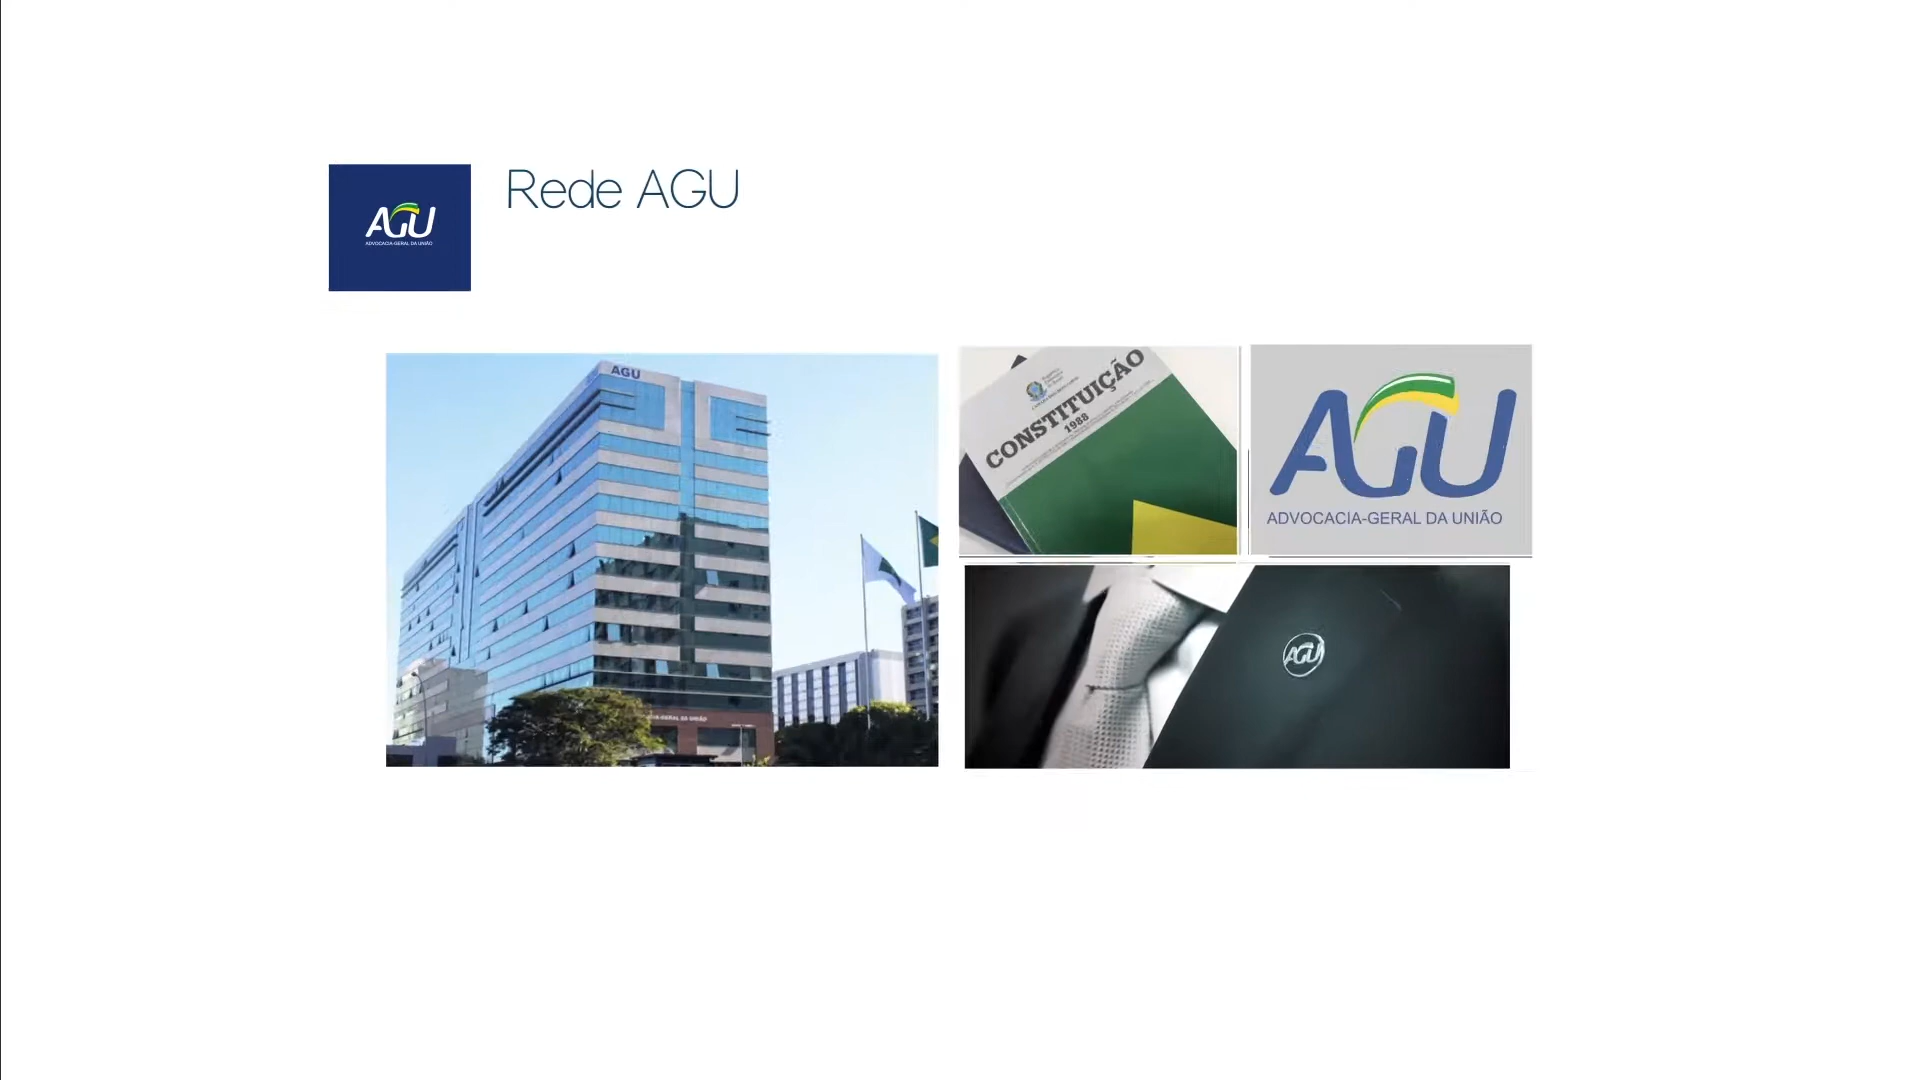 Rede AGU
AGU
ADVOCACIA-GERAL DA UNIÃO
AGU
CONSTITUIÇÃO
1988
AGU
ADVOCACIA-GERAL DA UNIÃO
AGU